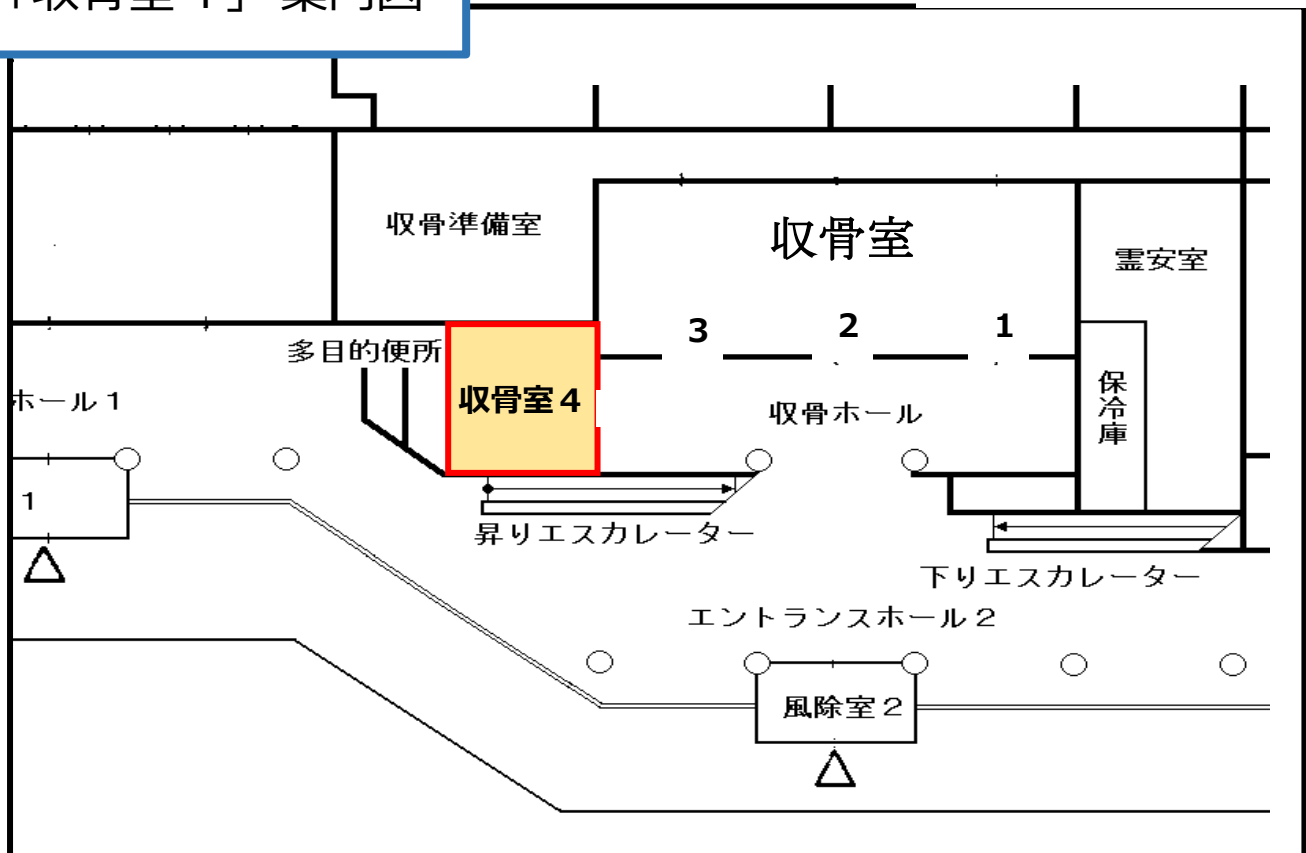 「収骨室４」 案内図
収骨準備室
収骨室
霊安室
3
2
1
多目的便所
保冷庫
ホール１
収骨室４
収骨ホール
1
昇りエスカレーター
下りエスカレーター
エントランスホール２
風除室２